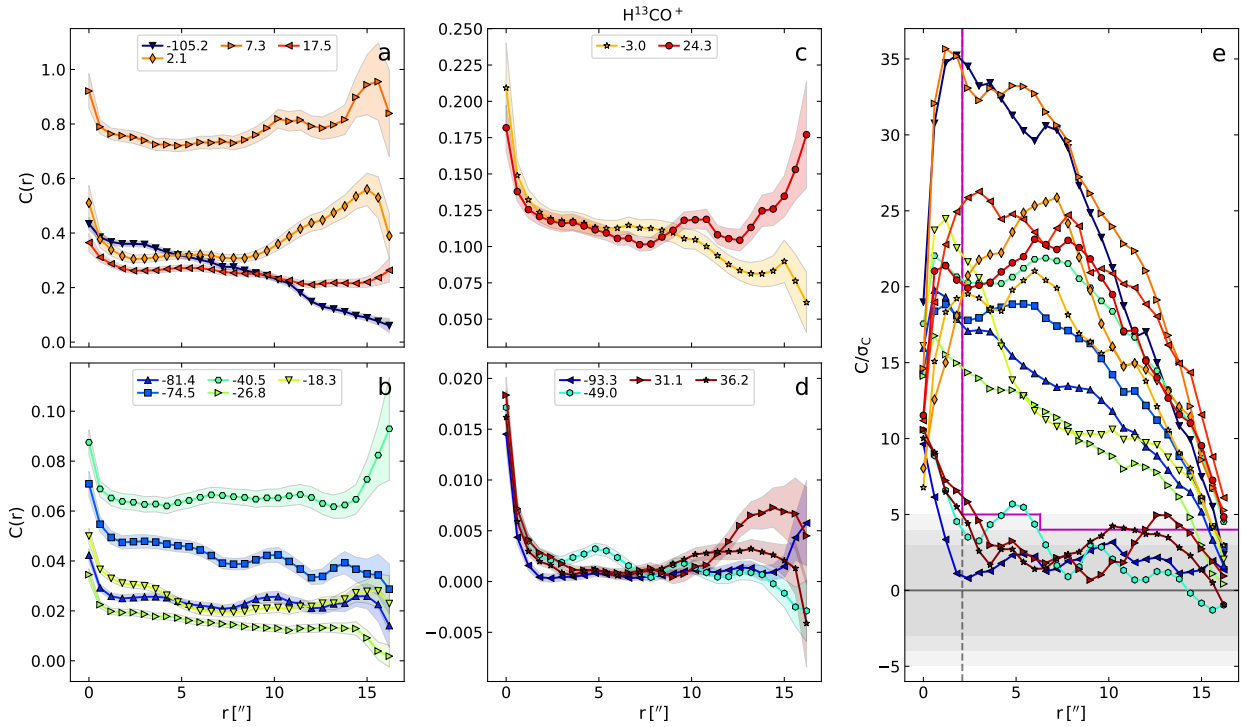 H¹³CO⁺
a
-105.2 7.3 17.5
2.1
C(r)
1.0
0.8
0.6
0.4
0.2
0.0
c
-3.0 24.3
0.250
0.225
0.200
0.175
0.150
0.125
0.100
0.075
0.050
b
-81.4 -40.5 -18.3
-74.5 -26.8
C(r)
0.10
0.08
0.06
0.04
0.02
0.00
0 5 10 15
r [″]
d
-93.3 31.1 36.2
-49.0
0.020
0.015
0.010
0.005
0.000
−0.005
0 5 10 15
r [″]
e
C/σC
35
30
25
20
15
10
5
0
−5
0 5 10 15
r [″]